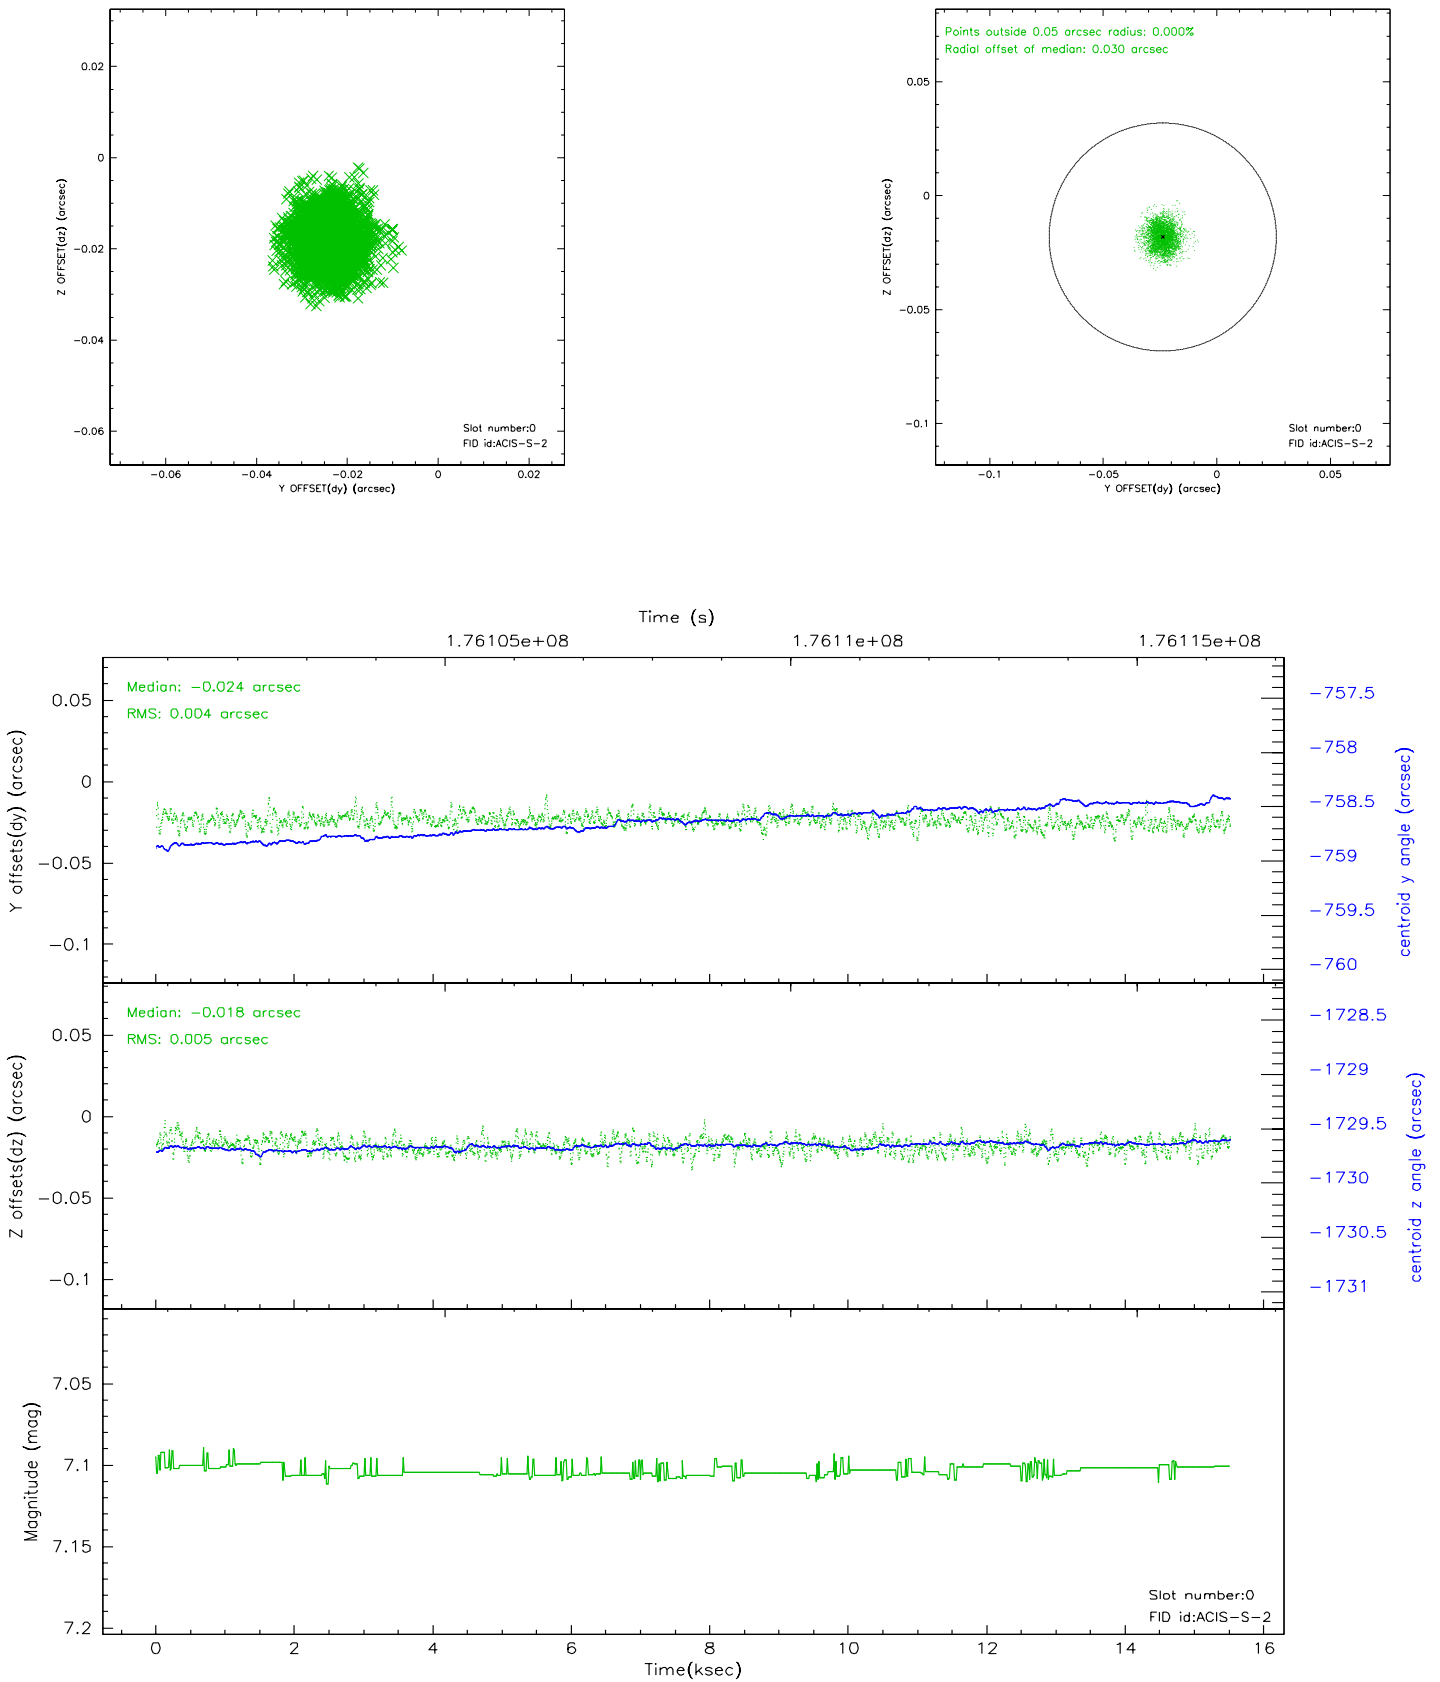 0.02
0
−0.02
−0.04
−0.06
Z OFFSET(dz) (arcsec)
Slot number:0
FID id:ACIS−S−2
−0.06
−0.04
−0.02
0
0.02
Y OFFSET(dy) (arcsec)
Points outside 0.05 arcsec radius: 0.000%
Radial offset of median: 0.030 arcsec
0.05
0
−0.05
−0.1
Z OFFSET(dz) (arcsec)
Slot number:0
FID id:ACIS−S−2
−0.1
−0.05
0
0.05
Y OFFSET(dy) (arcsec)
Time (s)
1.76105e+08
1.7611e+08
1.76115e+08
Median: −0.024 arcsec
RMS: 0.004 arcsec
0.05
0
−0.05
−0.1
Y offsets(dy) (arcsec)
−757.5
−758
−758.5
−759
−759.5
−760
centroid y angle (arcsec)
Median: −0.018 arcsec
RMS: 0.005 arcsec
0.05
0
−0.05
−0.1
Z offsets(dz) (arcsec)
−1728.5
−1729
−1729.5
−1730
−1730.5
−1731
centroid z angle (arcsec)
7.05
7.1
7.15
7.2
Magnitude (mag)
Slot number:0
FID id:ACIS−S−2
0
2
4
6
8
10
12
14
16
Time(ksec)